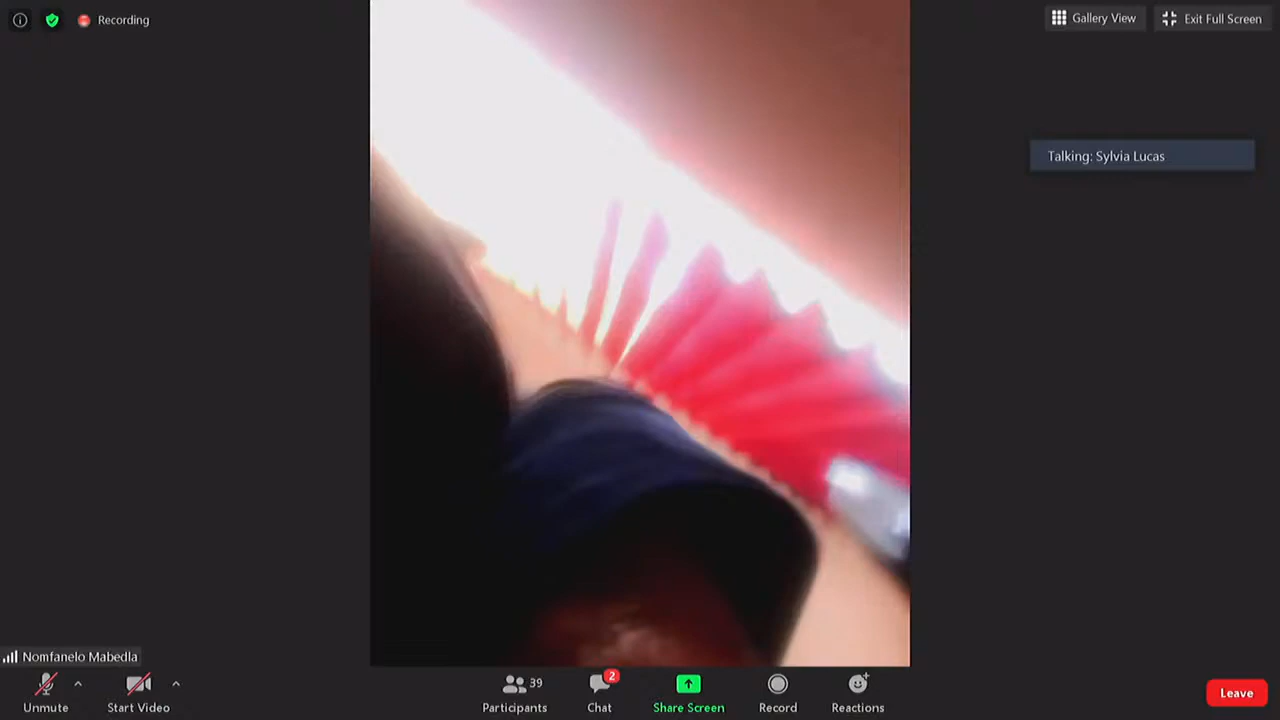 Recording
Gallery View
Exit Full Screen
Talking: Sylvia Lucas
Nomfanelo Mabedla
Unmute
Start Video
39
Participants
2
Chat
Share Screen
Record
Reactions
Leave